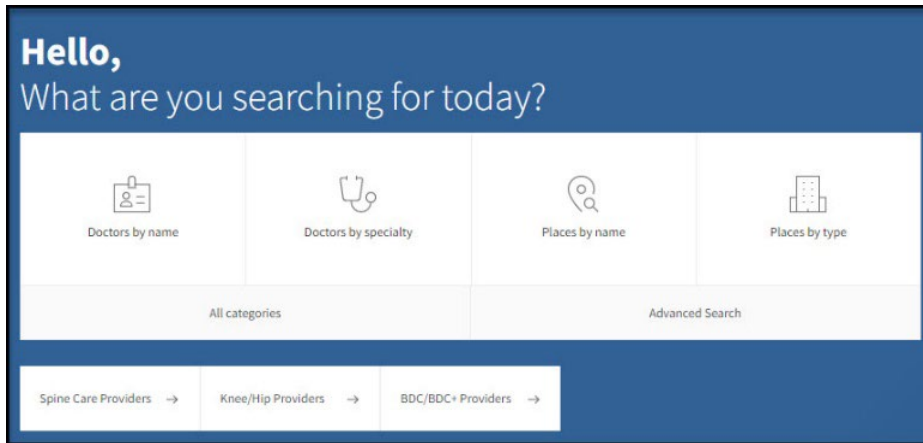 Hello,
What are you searching for today?
Doctors by name
Doctors by specialty
Places by name
Places by type
All categories
Advanced Search
Spine Care Providers →
Knee/Hip Providers →
BDC/BDC+ Providers →